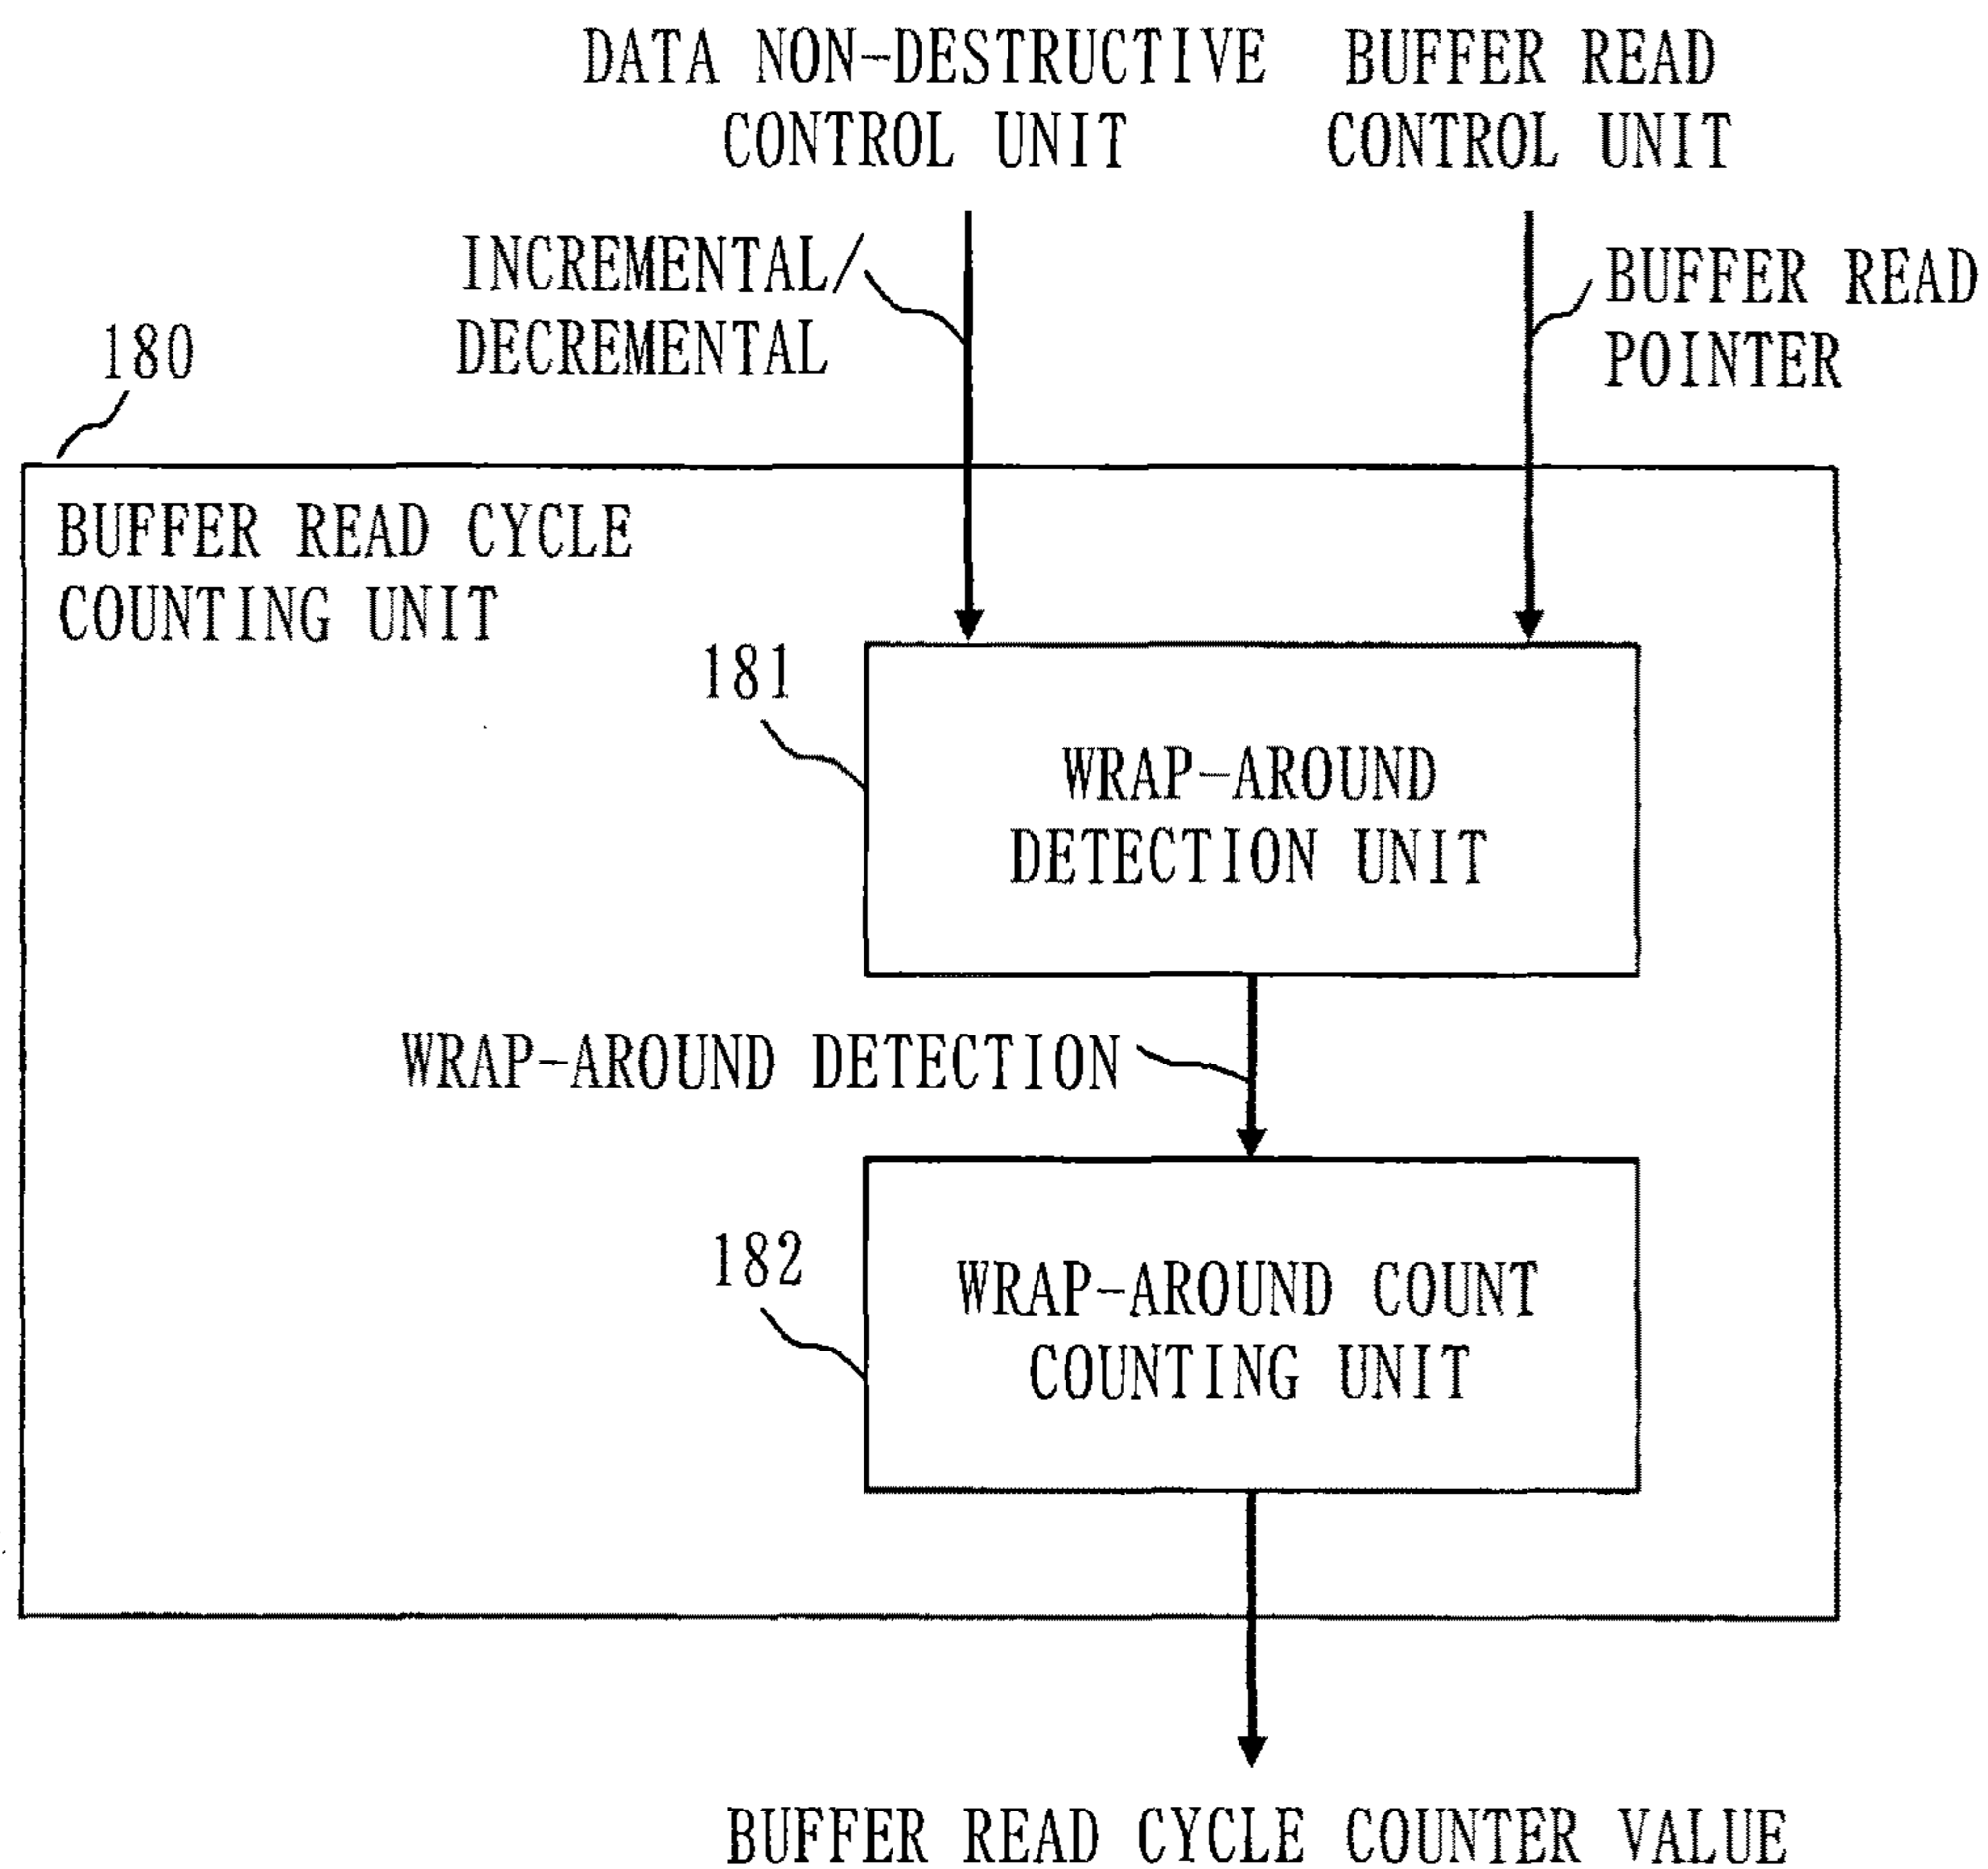 DATA NON-DESTRUCTIVE
CONTROL UNIT
BUFFER READ
CONTROL UNIT
INCREMENTAL/
DECREMENTAL
BUFFER READ
POINTER
180
BUFFER READ CYCLE
COUNTING UNIT
181
WRAP-AROUND
DETECTION UNIT
WRAP-AROUND DETECTION
182
WRAP-AROUND COUNT
COUNTING UNIT
BUFFER READ CYCLE COUNTER VALUE